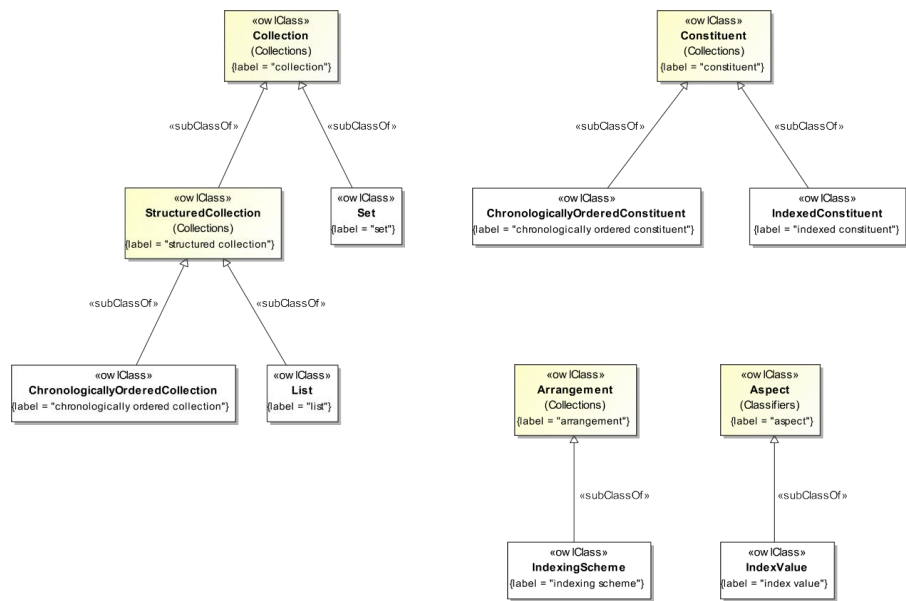 «owlClass»
Collection
(Collections)
{label = "collection"}
«owlClass»
Constituent
(Collections)
{label = "constituent"}
«subClassOf»
«subClassOf»
«subClassOf»
«subClassOf»
«owlClass»
StructuredCollection
(Collections)
{label = "structured collection"}
«owlClass»
Set
{label = "set"}
«owlClass»
ChronologicallyOrderedConstituent
{label = "chronologically ordered constituent"}
«owlClass»
IndexedConstituent
{label = "indexed constituent"}
«subClassOf»
«subClassOf»
«owlClass»
ChronologicallyOrderedCollection
{label = "chronologically ordered collection"}
«owlClass»
List
{label = "list"}
«owlClass»
Arrangement
(Collections)
{label = "arrangement"}
«owlClass»
Aspect
(Classifiers)
{label = "aspect"}
«subClassOf»
«subClassOf»
«owlClass»
IndexingScheme
{label = "indexing scheme"}
«owlClass»
IndexValue
{label = "index value"}